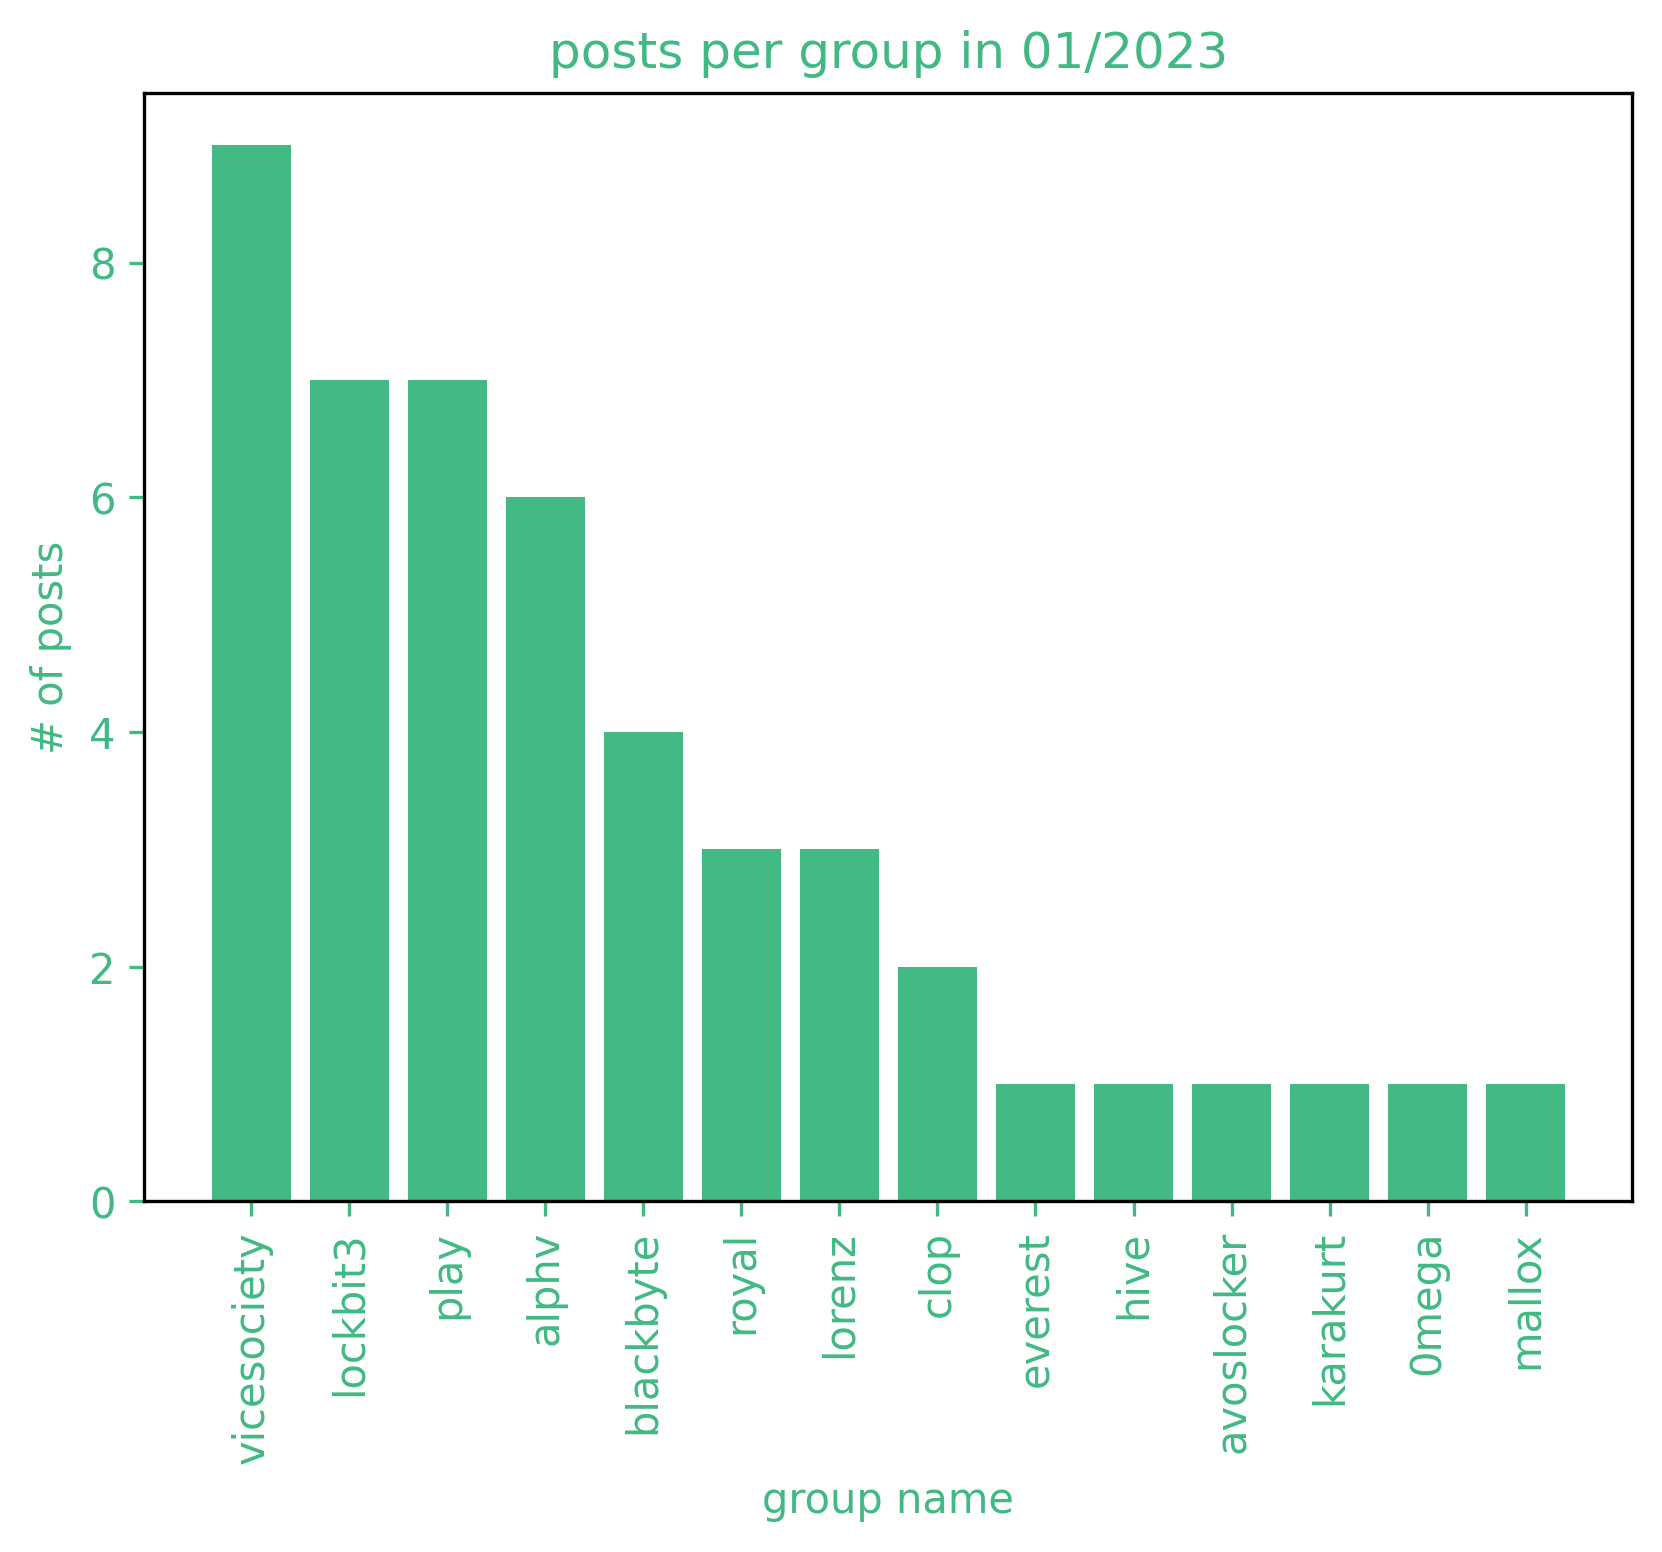 posts per group in 01/2023
# of posts
8
6
4
2
0
vicesociety
lockbit3
play
alphv
blackbyte
royal
lorenz
clop
everest
hive
avoslocker
karakurt
0mega
mallox
group name